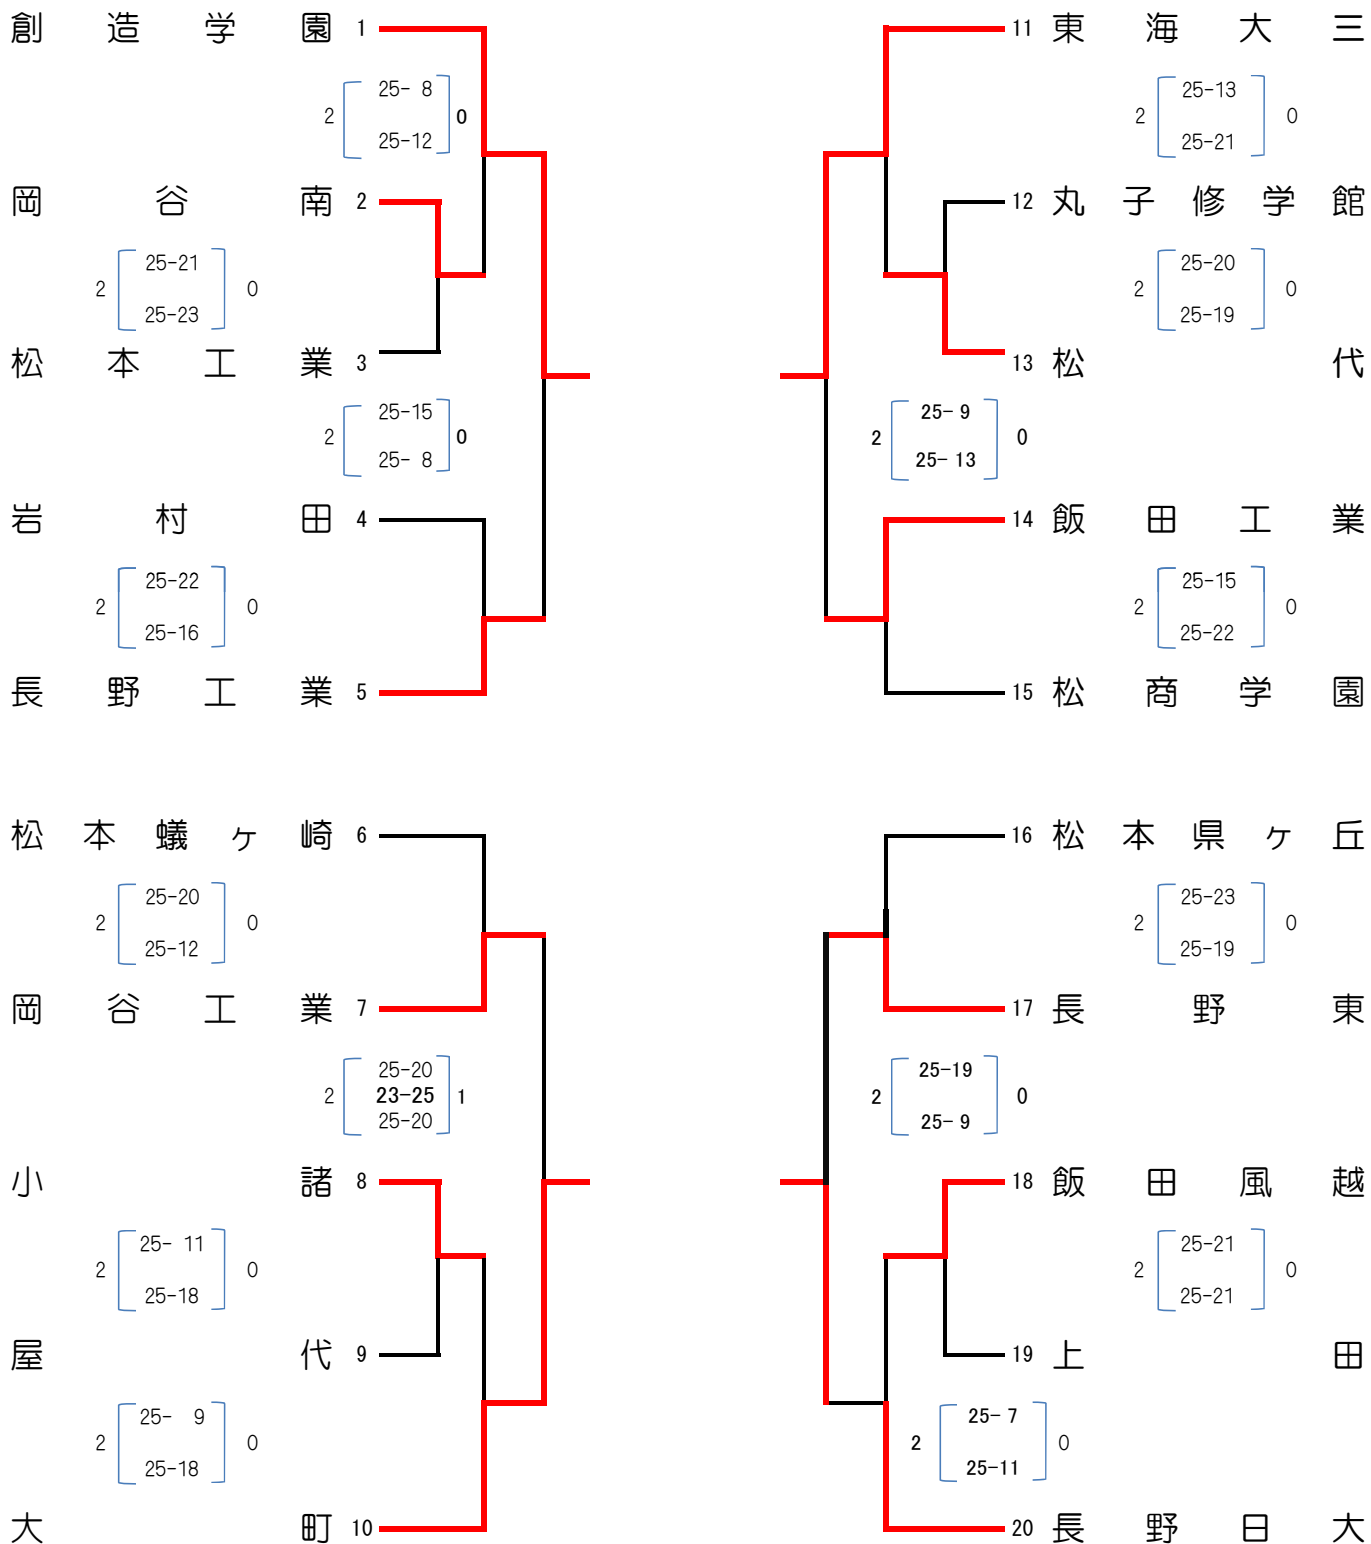 創造学園 1
25- 8
2 0
25-12
岡谷南 2
25-21
2 0
25-23
松本工業 3
25-15
2 0
25- 8
岩村田 4
25-22
2 0
25-16
長野工業 5
松本蟻ヶ崎 6
25-20
2 0
25-12
岡谷工業 7
25-20
2 23-25 1
25-20
小諸 8
25- 11
2 0
25-18
屋代 9
25- 9
2 0
25-18
大町 10
11 東海大三
25-13
2 0
25-21
12 丸子修学館
25-20
2 0
25-19
13 松代
25- 9
2 0
25- 13
14 飯田工業
25-15
2 0
25-22
15 松商学園
16 松本県ヶ丘
25-23
2 0
25-19
17 長野東
25-19
2 0
25- 9
18 飯田風越
25-21
2 0
25-21
19 上田
25- 7
2 0
25-11
20 長野日大